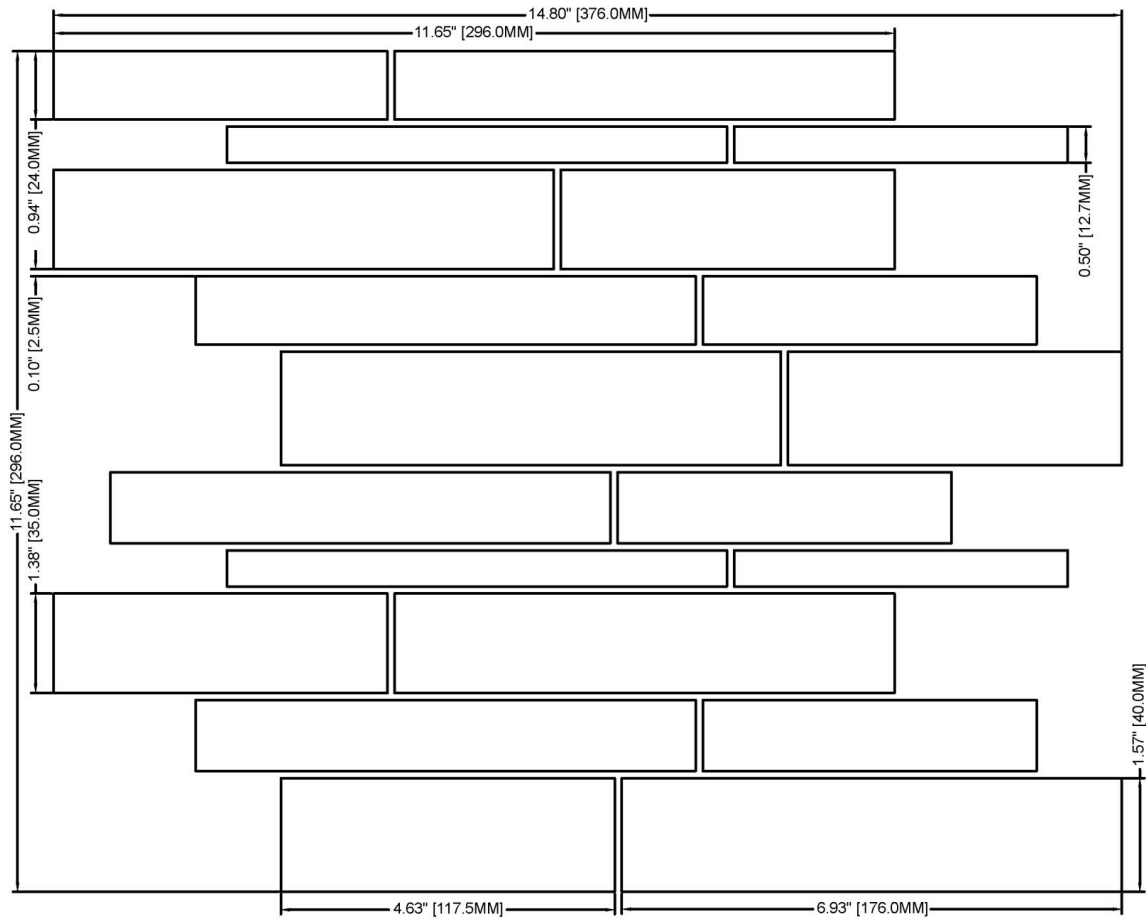 14.80" [376.0MM]
11.65" [296.0MM]
0.94" [24.0MM]
0.50" [12.7MM]
0.10" [2.5MM]
11.65" [296.0MM]
1.38" [35.0MM]
1.57" [40.0MM]
4.63" [117.5MM]
6.93" [176.0MM]